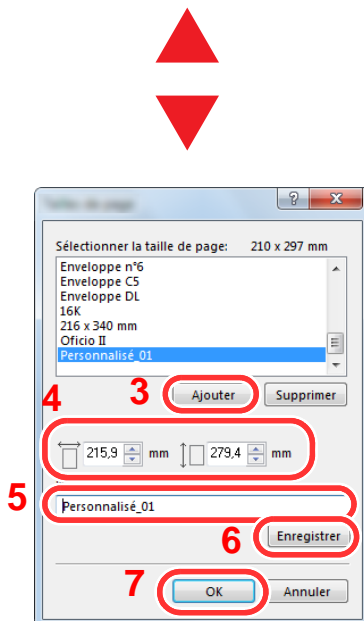 ?
x
Sélectionner la taille de page: 210 x 297 mm
Enveloppe n°6
Enveloppe C5
Enveloppe DL
16K
216 x 340 mm
Oficio II
Personnalisé_01
3
Ajouter
Supprimer
4
215,9 mm 279,4 mm
5
Personnalisé_01
6
Enregistrer
7
OK
Annuler